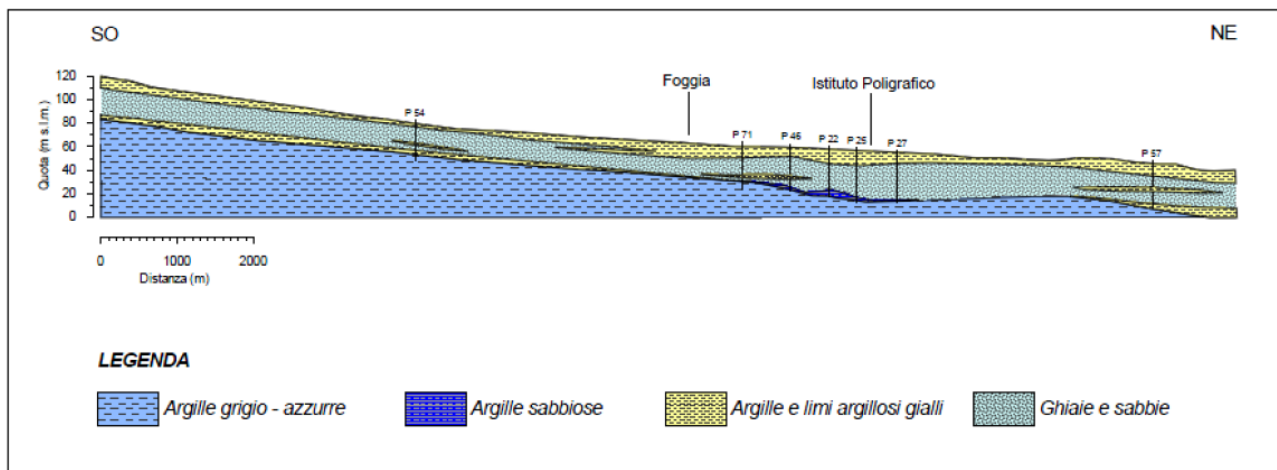 SO NE
Foggia Istituto Poligrafico
120
100
80
60
40
20
0
Quota (m s.l.m.)
P 54
P 71
P 46
P 22
P 25
P 27
P 57
0 1000 2000
Distanza (m)
LEGENDA
Argille grigio - azzurre Argille sabbiose Argille e limi argillosi gialli Ghiaie e sabbie